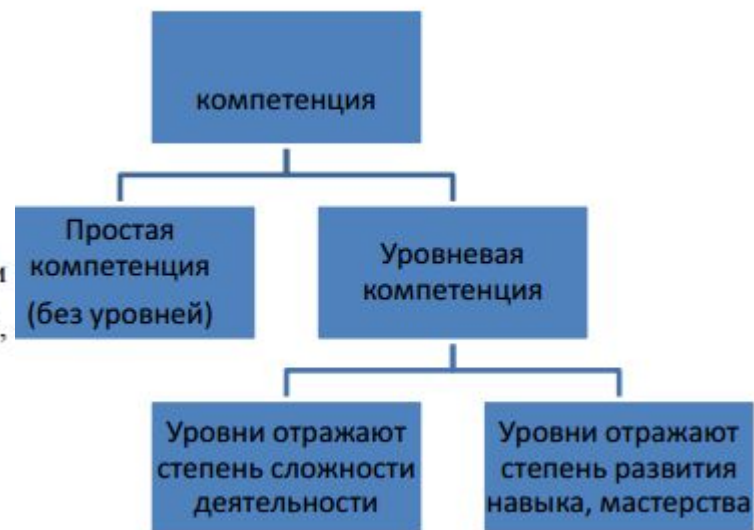 компетенция
Простая
компетенция
(без уровней)
Уровневая
компетенция
Уровни отражают
степень сложности
деятельности
Уровни отражают
степень развития
навыка, мастерства